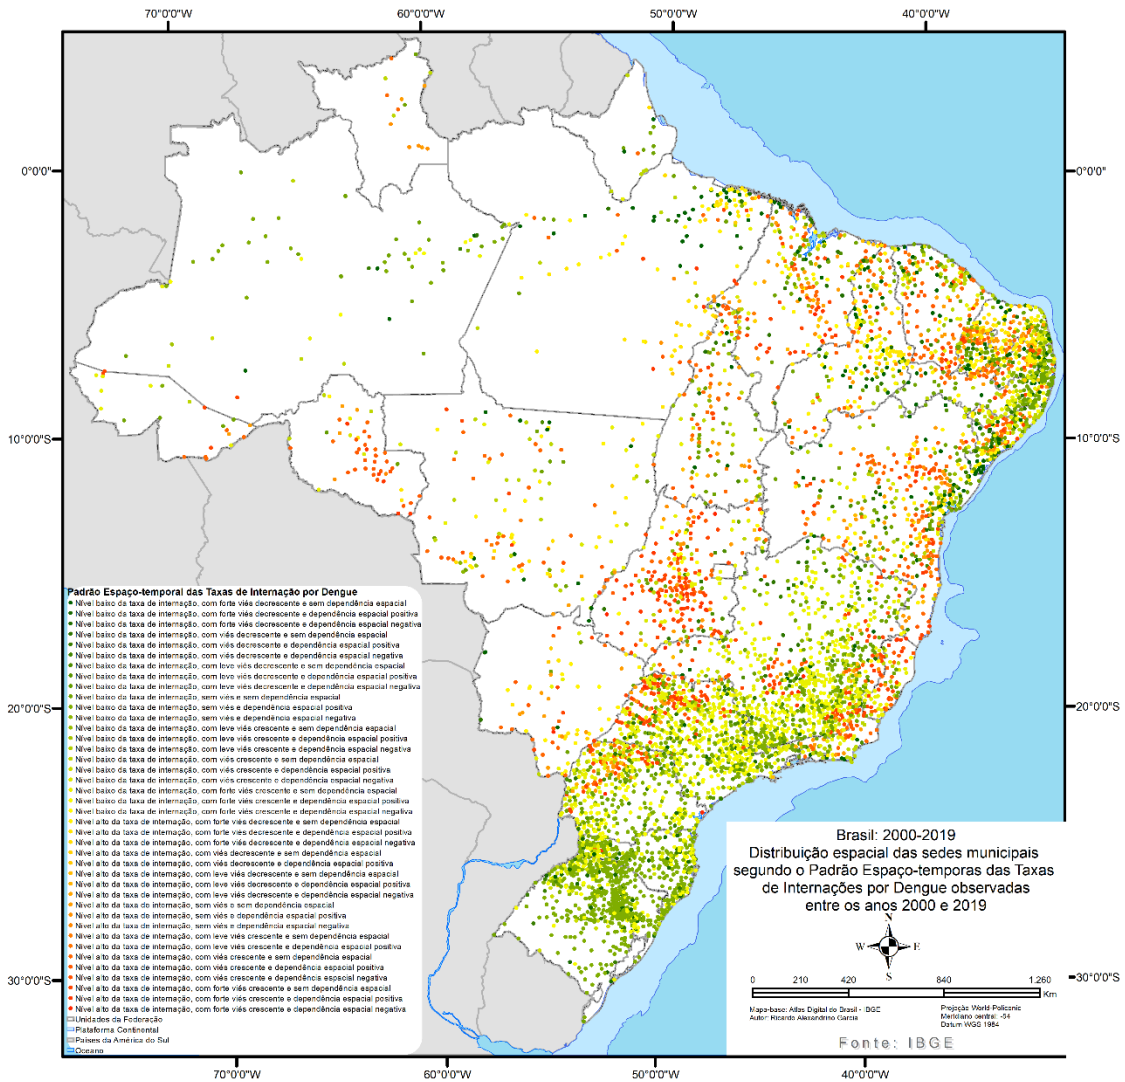 70°0'0"W
60°0'0"W
50°0'0"W
40°0'0"W
0°0'0"
0°0'0"
10°0'0"S
10°0'0"S
20°0'0"S
20°0'0"S
30°0'0"S
30°0'0"S
Padrão Espaço-temporal das Taxas de Internação por Dengue
Nível baixo da taxa de internação, com forte viés decrescente e sem dependência espacial
Nível baixo da taxa de internação, com forte viés decrescente e dependência espacial positiva
Nível baixo da taxa de internação, com forte viés decrescente e dependência espacial negativa
Nível baixo da taxa de internação, com viés decrescente e sem dependência espacial
Nível baixo da taxa de internação, com viés decrescente e dependência espacial positiva
Nível baixo da taxa de internação, com viés decrescente e dependência espacial negativa
Nível baixo da taxa de internação, com leve viés decrescente e sem dependência espacial
Nível baixo da taxa de internação, com leve viés decrescente e dependência espacial positiva
Nível baixo da taxa de internação, com leve viés decrescente e dependência espacial negativa
Nível baixo da taxa de internação, sem viés e sem dependência espacial
Nível baixo da taxa de internação, sem viés e dependência espacial positiva
Nível baixo da taxa de internação, sem viés e dependência espacial negativa
Nível baixo da taxa de internação, com leve viés crescente e sem dependência espacial
Nível baixo da taxa de internação, com leve viés crescente e dependência espacial positiva
Nível baixo da taxa de internação, com leve viés crescente e dependência espacial negativa
Nível baixo da taxa de internação, com viés crescente e sem dependência espacial
Nível baixo da taxa de internação, com viés crescente e dependência espacial positiva
Nível baixo da taxa de internação, com viés crescente e dependência espacial negativa
Nível baixo da taxa de internação, com forte viés crescente e sem dependência espacial
Nível baixo da taxa de internação, com forte viés crescente e dependência espacial positiva
Nível baixo da taxa de internação, com forte viés crescente e dependência espacial negativa
Nível alto da taxa de internação, com forte viés decrescente e sem dependência espacial
Nível alto da taxa de internação, com forte viés decrescente e dependência espacial positiva
Nível alto da taxa de internação, com forte viés decrescente e dependência espacial negativa
Nível alto da taxa de internação, com viés decrescente e sem dependência espacial
Nível alto da taxa de internação, com viés decrescente e dependência espacial positiva
Nível alto da taxa de internação, com leve viés decrescente e sem dependência espacial
Nível alto da taxa de internação, com leve viés decrescente e dependência espacial positiva
Nível alto da taxa de internação, com leve viés decrescente e dependência espacial negativa
Nível alto da taxa de internação, sem viés e sem dependência espacial
Nível alto da taxa de internação, sem viés e dependência espacial positiva
Nível alto da taxa de internação, sem viés e dependência espacial negativa
Nível alto da taxa de internação, com leve viés crescente e sem dependência espacial
Nível alto da taxa de internação, com leve viés crescente e dependência espacial positiva
Nível alto da taxa de internação, com viés crescente e sem dependência espacial
Nível alto da taxa de internação, com viés crescente e dependência espacial positiva
Nível alto da taxa de internação, com viés crescente e dependência espacial negativa
Nível alto da taxa de internação, com forte viés crescente e sem dependência espacial
Nível alto da taxa de internação, com forte viés crescente e dependência espacial positiva
Nível alto da taxa de internação, com forte viés crescente e dependência espacial negativa
Unidades da Federação
Plataforma Continental
Países da América do Sul
Oceano
Brasil: 2000-2019
Distribuição espacial das sedes municipais
segundo o Padrão Espaço-temporas das Taxas
de Internações por Dengue observadas
entre os anos 2000 e 2019
N
W E
S
0 210 420 840 1.260
Km
Mapa-base: Atlas Digital do Brasil - IBGE
Autor: Ricardo Alexandrino Garcia
Projeção World-Policonic
Meridiano central: -54
Datum WGS 1984
Fonte: IBGE
70°0'0"W
60°0'0"W
50°0'0"W
40°0'0"W